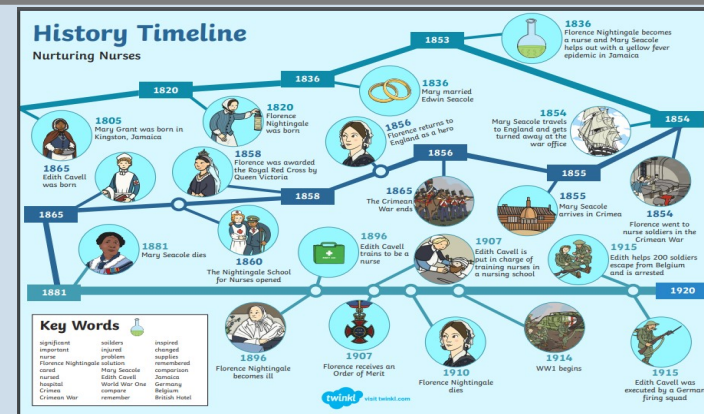 History Timeline
Nurturing Nurses
1805
Mary Grant was born in
Kingston, Jamaica
1820
1820
Florence
Nightingale
was born
1836
1836
Mary married
Edwin Seacole
1853
1836
Florence Nightingale becomes
a nurse and Mary Seacole
helps out with a yellow fever
epidemic in Jamaica
1854
1854
Mary Seacole travels
to England and gets
turned away at the
war office
1854
Florence went to
nurse soldiers in the
Crimean War
1855
1855
Mary Seacole
arrives in Crimea
1856
1865
The Crimean
War ends
1856
Florence returns to
England as a hero
1858
1858
Florence was awarded
the Royal Red Cross by
Queen Victoria
1860
The Nightingale School
for Nurses opened
1865
1865
Edith Cavell
was born
1881
1881
Mary Seacole dies
1896
Edith Cavell
trains to be a
nurse
1896
Florence Nightingale
becomes ill
1907
Florence receives an
Order of Merit
1907
Edith Cavell is
put in charge of
training nurses in
a nursing school
1910
Florence Nightingale
dies
1914
WW1 begins
1915
Edith helps 200 soldiers
escape from Belgium
and is arrested
1915
Edith Cavell was
executed by a German
firing squad
1920
Key Words
significant
important
nurse
Florence Nightingale
cared
nursed
hospital
Crimea
Crimean War
soilders
injured
problem
solution
Mary Seacole
Edith Cavell
World War One
compare
remember
inspired
changed
supplies
remembered
comparison
Jamaica
Germany
Belgium
British Hotel
twinkl
visit twinkl.com